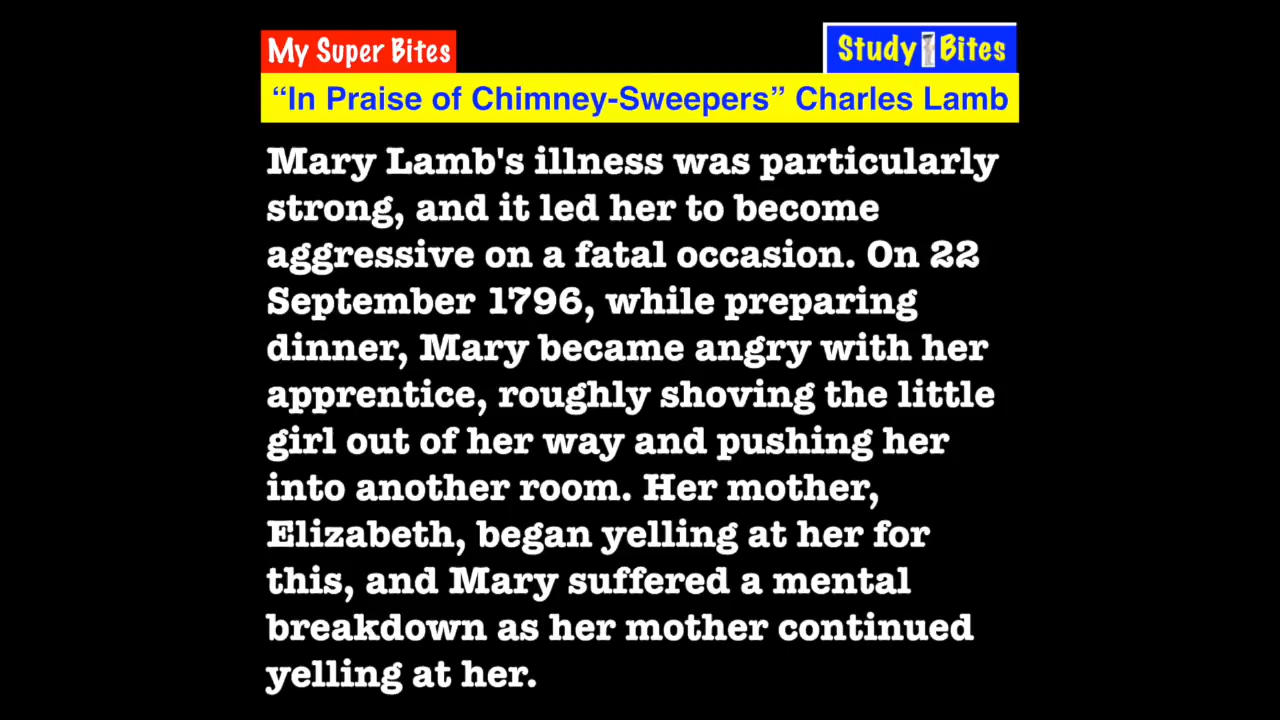 My Super Bites
Study Bites
“In Praise of Chimney-Sweepers” Charles Lamb
Mary Lamb's illness was particularly
strong, and it led her to become
aggressive on a fatal occasion. On 22
September 1796, while preparing
dinner, Mary became angry with her
apprentice, roughly shoving the little
girl out of her way and pushing her
into another room. Her mother,
Elizabeth, began yelling at her for
this, and Mary suffered a mental
breakdown as her mother continued
yelling at her.